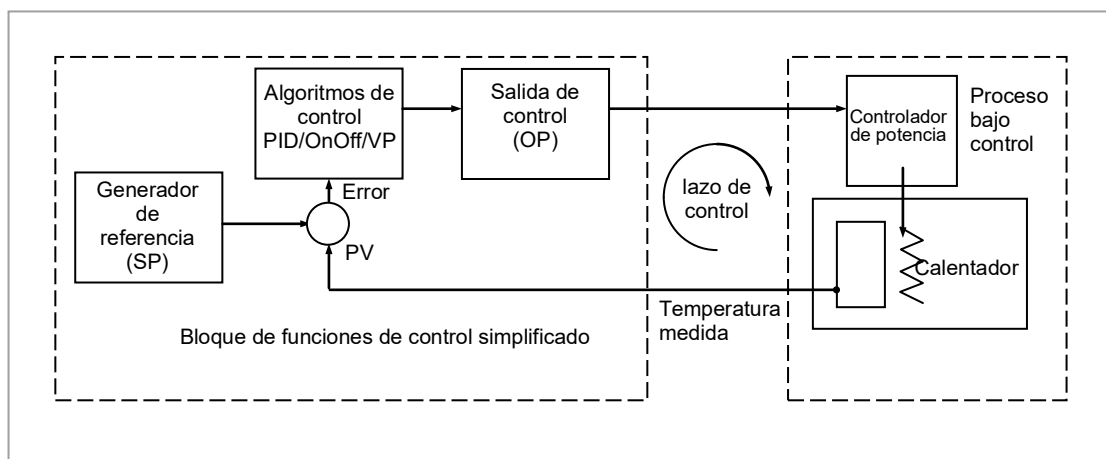 Algoritmos de
control
PID/OnOff/VP
Salida de
control
(OP)
Controlador
de potencia
Proceso
bajo
control
Generador
de
referencia
(SP)
Error
PV
lazo de
control
Calentador
Temperatura
medida
Bloque de funciones de control simplificado